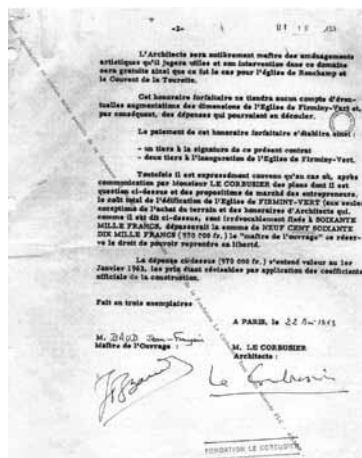 -2-
L'Architecte sera entièrement maître des aménagements
artistiques qu'il jugera utiles et son intervention dans ce domaine
sera gratuite ainsi que ce fut le cas pour l'église de Ronchamp et
le Couvent de la Tourette.
Cet honoraire forfaitaire ne tiendra aucun compte d'éven-
tuelles augmentations des dimensions de l'Eglise de Firminy-Vert et,
par conséquent, des dépenses qui pourraient en découler.
Le paiement de cet honoraire forfaitaire s'établira ainsi :
- un tiers à la signature de ce présent contrat
- deux tiers à l'inauguration de l'Eglise de Firminy-Vert.
Toutefois il est expressément convenu qu'au cas où, après
communication par Monsieur LE CORBUSIER des plans dont il est
question ci-dessus et des propositions de marché des entrepreneurs,
le coût total de l'édification de l'Eglise de FIRMINY-VERT (aux seules
exceptions de l'achat du terrain et des honoraires d'Architecte qui,
comme il est dit ci-dessus, sont irrévocablement fixés à SOIXANTE
MILLE FRANCS, dépasserait la somme de NEUF CENT SOIXANTE
DIX MILLE FRANCS (970 000 fr.) le "maître de l'ouvrage" se réser-
ve le droit de pouvoir reprendre sa liberté.
La dépense ci-dessus (970 000 fr.) s'entend valeur au 1er
Janvier 1963, les prix étant révisables par application des coefficients
officiels de la construction.
Fait en trois exemplaires
A PARIS, le 22
M. BAUD Jean-François
Maître de l'Ouvrage :
M. LE CORBUSIER
Architecte :
Le Corbusier
FONDATION LE CORBUSIER